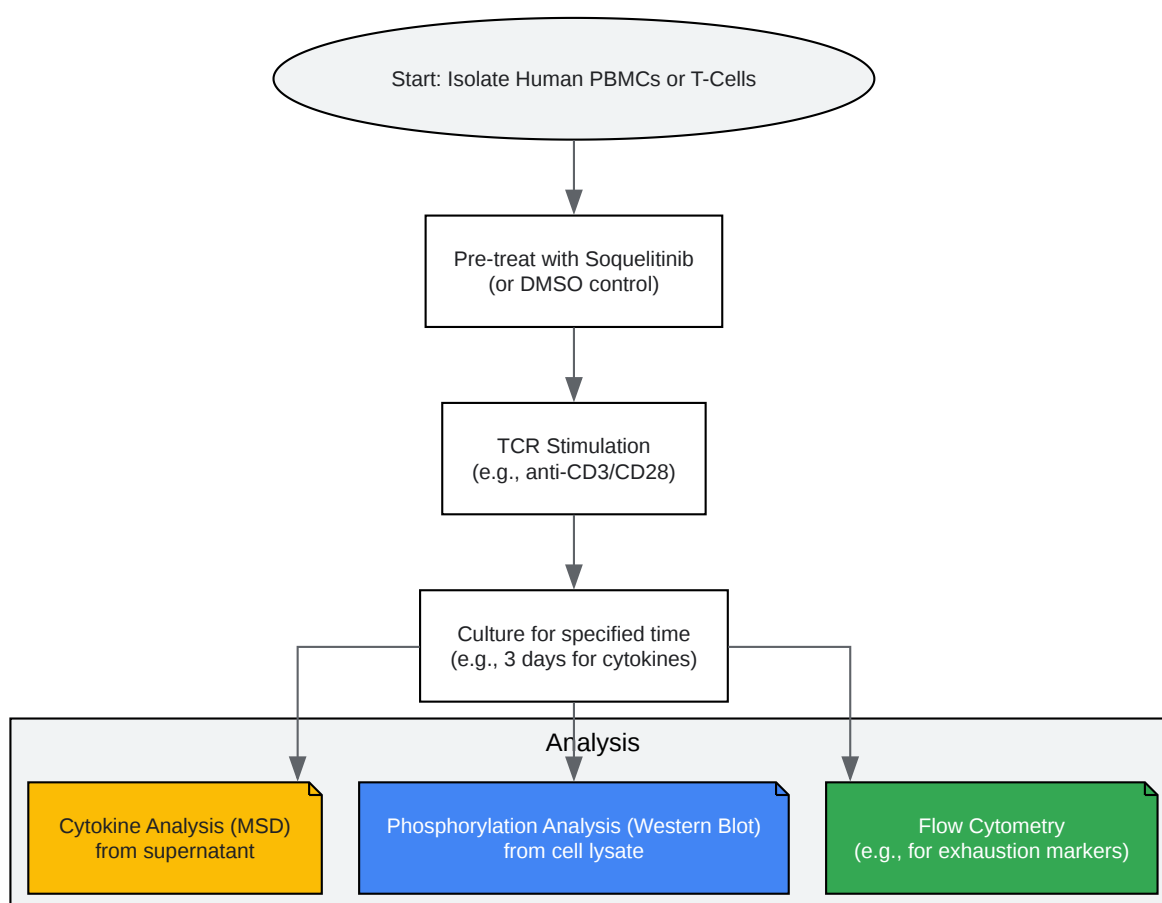 Start: Isolate Human PBMCs or T-Cells
Pre-treat with Soquelitinib
(or DMSO control)
TCR Stimulation
(e.g., anti-CD3/CD28)
Culture for specified time
(e.g., 3 days for cytokines)
Analysis
Cytokine Analysis (MSD)
from supernatant
Phosphorylation Analysis (Western Blot)
from cell lysate
Flow Cytometry
(e.g., for exhaustion markers)